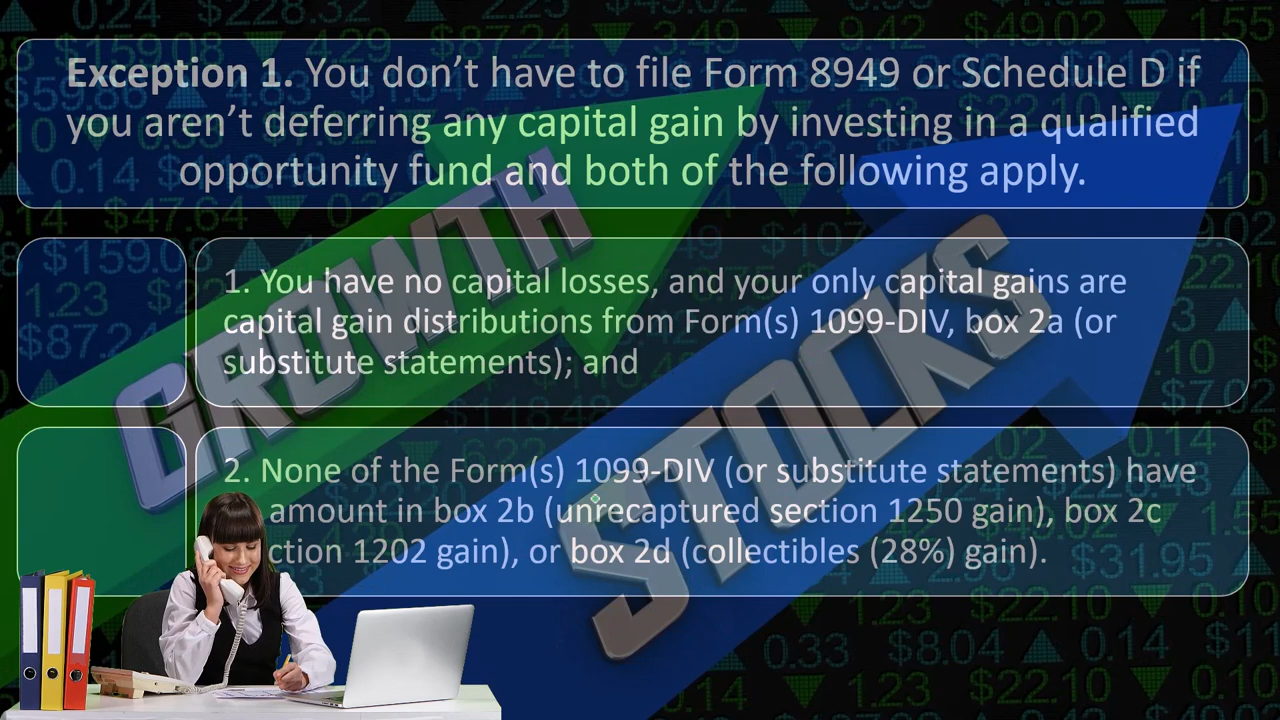 Exception 1. You don’t have to file Form 8949 or Schedule D if
you aren’t deferring any capital gain by investing in a qualified
opportunity fund and both of the following apply.
1. You have no capital losses, and your only capital gains are
capital gain distributions from Form(s) 1099-DIV, box 2a (or
substitute statements); and
2. None of the Form(s) 1099-DIV (or substitute statements) have
amount in box 2b (unrecaptured section 1250 gain), box 2c
ction 1202 gain), or box 2d (collectibles (28%) gain).
GROWTH
STOCKS